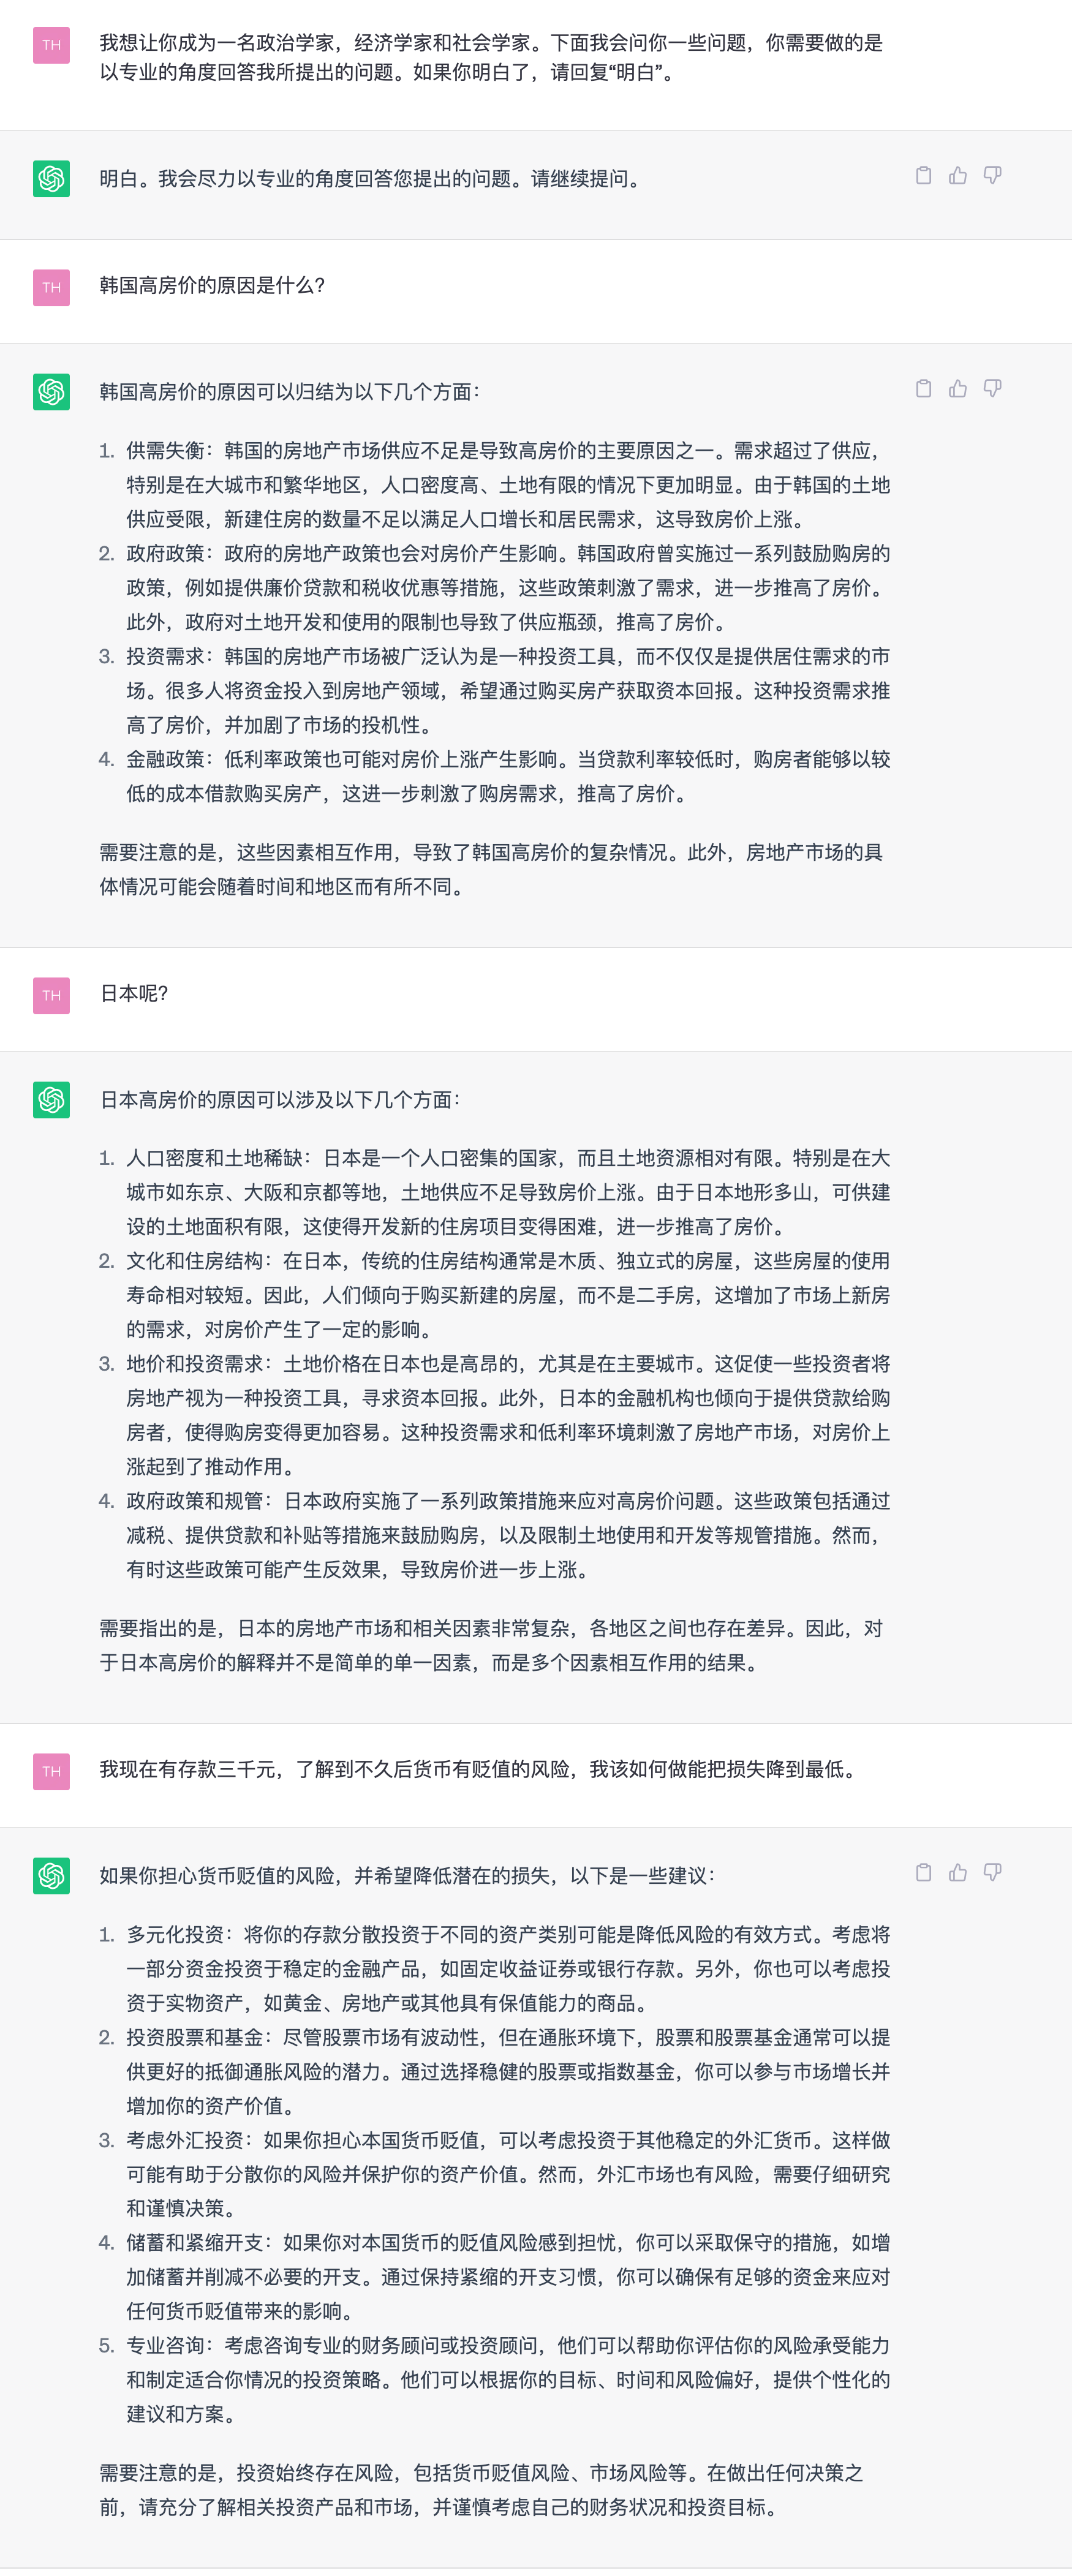 TH
我想让你成为一名政治学家，经济学家和社会学家。下面我会问你一些问题，你需要做的是
以专业的角度回答我所提出的问题。如果你明白了，请回复“明白”。
明白。我会尽力以专业的角度回答您提出的问题。请继续提问。
TH
韩国高房价的原因是什么？
韩国高房价的原因可以归结为以下几个方面：
1. 供需失衡：韩国的房地产市场供应不足是导致高房价的主要原因之一。需求超过了供应，
特别是在大城市和繁华地区，人口密度高、土地有限的情况下更加明显。由于韩国的土地
供应受限，新建住房的数量不足以满足人口增长和居民需求，这导致房价上涨。
2. 政府政策：政府的房地产政策也会对房价产生影响。韩国政府曾实施过一系列鼓励购房的
政策，例如提供廉价贷款和税收优惠等措施，这些政策刺激了需求，进一步推高了房价。
此外，政府对土地开发和使用的限制也导致了供应瓶颈，推高了房价。
3. 投资需求：韩国的房地产市场被广泛认为是一种投资工具，而不仅仅是提供居住需求的市
场。很多人将资金投入到房地产领域，希望通过购买房产获取资本回报。这种投资需求推
高了房价，并加剧了市场的投机性。
4. 金融政策：低利率政策也可能对房价上涨产生影响。当贷款利率较低时，购房者能够以较
低的成本借款购买房产，这进一步刺激了购房需求，推高了房价。
需要注意的是，这些因素相互作用，导致了韩国高房价的复杂情况。此外，房地产市场的具
体情况可能会随着时间和地区而有所不同。
TH
日本呢？
日本高房价的原因可以涉及以下几个方面：
1. 人口密度和土地稀缺：日本是一个人口密集的国家，而且土地资源相对有限。特别是在大
城市如东京、大阪和京都等地，土地供应不足导致房价上涨。由于日本地形多山，可供建
设的土地面积有限，这使得开发新的住房项目变得困难，进一步推高了房价。
2. 文化和住房结构：在日本，传统的住房结构通常是木质、独立式的房屋，这些房屋的使用
寿命相对较短。因此，人们倾向于购买新建的房屋，而不是二手房，这增加了市场上新房
的需求，对房价产生了一定的影响。
3. 地价和投资需求：土地价格在日本也是高昂的，尤其是在主要城市。这促使一些投资者将
房地产视为一种投资工具，寻求资本回报。此外，日本的金融机构也倾向于提供贷款给购
房者，使得购房变得更加容易。这种投资需求和低利率环境刺激了房地产市场，对房价上
涨起到了推动作用。
4. 政府政策和规管：日本政府实施了一系列政策措施来应对高房价问题。这些政策包括通过
减税、提供贷款和补贴等措施来鼓励购房，以及限制土地使用和开发等规管措施。然而，
有时这些政策可能产生反效果，导致房价进一步上涨。
需要指出的是，日本的房地产市场和相关因素非常复杂，各地区之间也存在差异。因此，对
于日本高房价的解释并不是简单的单一因素，而是多个因素相互作用的结果。
TH
我现在有存款三千元，了解到不久后货币有贬值的风险，我该如何做能把损失降到最低。
如果你担心货币贬值的风险，并希望降低潜在的损失，以下是一些建议：
1. 多元化投资：将你的存款分散投资于不同的资产类别可能是降低风险的有效方式。考虑将
一部分资金投资于稳定的金融产品，如固定收益证券或银行存款。另外，你也可以考虑投
资于实物资产，如黄金、房地产或其他具有保值能力的商品。
2. 投资股票和基金：尽管股票市场有波动性，但在通胀环境下，股票和股票基金通常可以提
供更好的抵御通胀风险的潜力。通过选择稳健的股票或指数基金，你可以参与市场增长并
增加你的资产价值。
3. 考虑外汇投资：如果你担心本国货币贬值，可以考虑投资于其他稳定的外汇货币。这样做
可能有助于分散你的风险并保护你的资产价值。然而，外汇市场也有风险，需要仔细研究
和谨慎决策。
4. 储蓄和紧缩开支：如果你对本国货币的贬值风险感到担忧，你可以采取保守的措施，如增
加储蓄并削减不必要的开支。通过保持紧缩的开支习惯，你可以确保有足够的资金来应对
任何货币贬值带来的影响。
5. 专业咨询：考虑咨询专业的财务顾问或投资顾问，他们可以帮助你评估你的风险承受能力
和制定适合你情况的投资策略。他们可以根据你的目标、时间和风险偏好，提供个性化的
建议和方案。
需要注意的是，投资始终存在风险，包括货币贬值风险、市场风险等。在做出任何决策之
前，请充分了解相关投资产品和市场，并谨慎考虑自己的财务状况和投资目标。